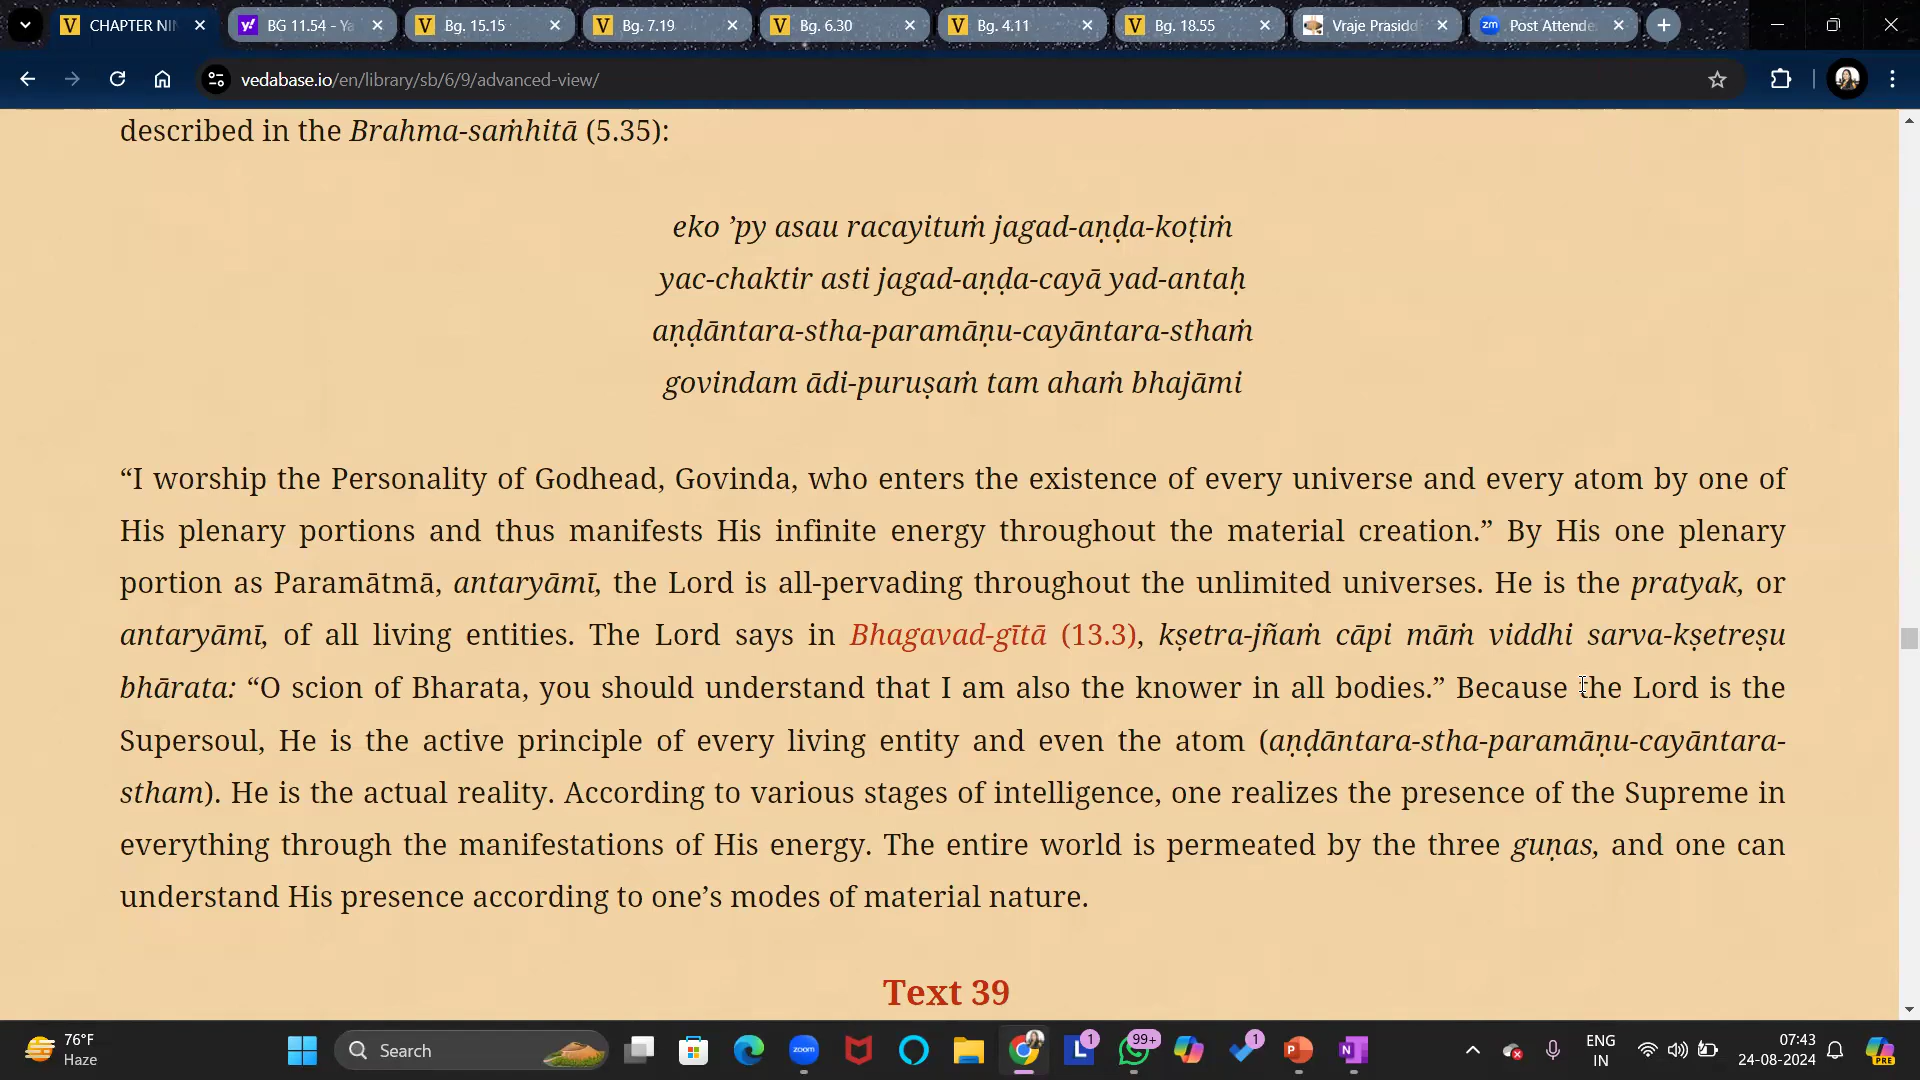 CHAPTER NIN
BG 11.54 - Ya
Bg. 15.15
Bg. 7.19
Bg. 6.30
Bg. 4.11
Bg. 18.55
Vraje Prasidd
Post Attende
vedabase.io/en/library/sb/6/9/advanced-view/
described in the Brahma-saṁhitā (5.35):
eko ’py asau racayituṁ jagad-aṇḍa-koṭiṁ
yac-chaktir asti jagad-aṇḍa-cayā yad-antaḥ
aṇḍāntara-stha-paramāṇu-cayāntara-sthaṁ
govindam ādi-puruṣaṁ tam ahaṁ bhajāmi
“I worship the Personality of Godhead, Govinda, who enters the existence of every universe and every atom by one of
His plenary portions and thus manifests His infinite energy throughout the material creation.” By His one plenary
portion as Paramātmā, antaryāmī, the Lord is all-pervading throughout the unlimited universes. He is the pratyak, or
antaryāmī, of all living entities. The Lord says in Bhagavad-gītā (13.3), kṣetra-jñaṁ cāpi māṁ viddhi sarva-kṣetreṣu
bhārata: “O scion of Bharata, you should understand that I am also the knower in all bodies.” Because the Lord is the
Supersoul, He is the active principle of every living entity and even the atom (aṇḍāntara-stha-paramāṇu-cayāntara-
stham). He is the actual reality. According to various stages of intelligence, one realizes the presence of the Supreme in
everything through the manifestations of His energy. The entire world is permeated by the three guṇas, and one can
understand His presence according to one’s modes of material nature.
Text 39
76°F
Haze
Search
zoom
L
1
99+
1
P
N
ENG
IN
07:43
24-08-2024
PRE